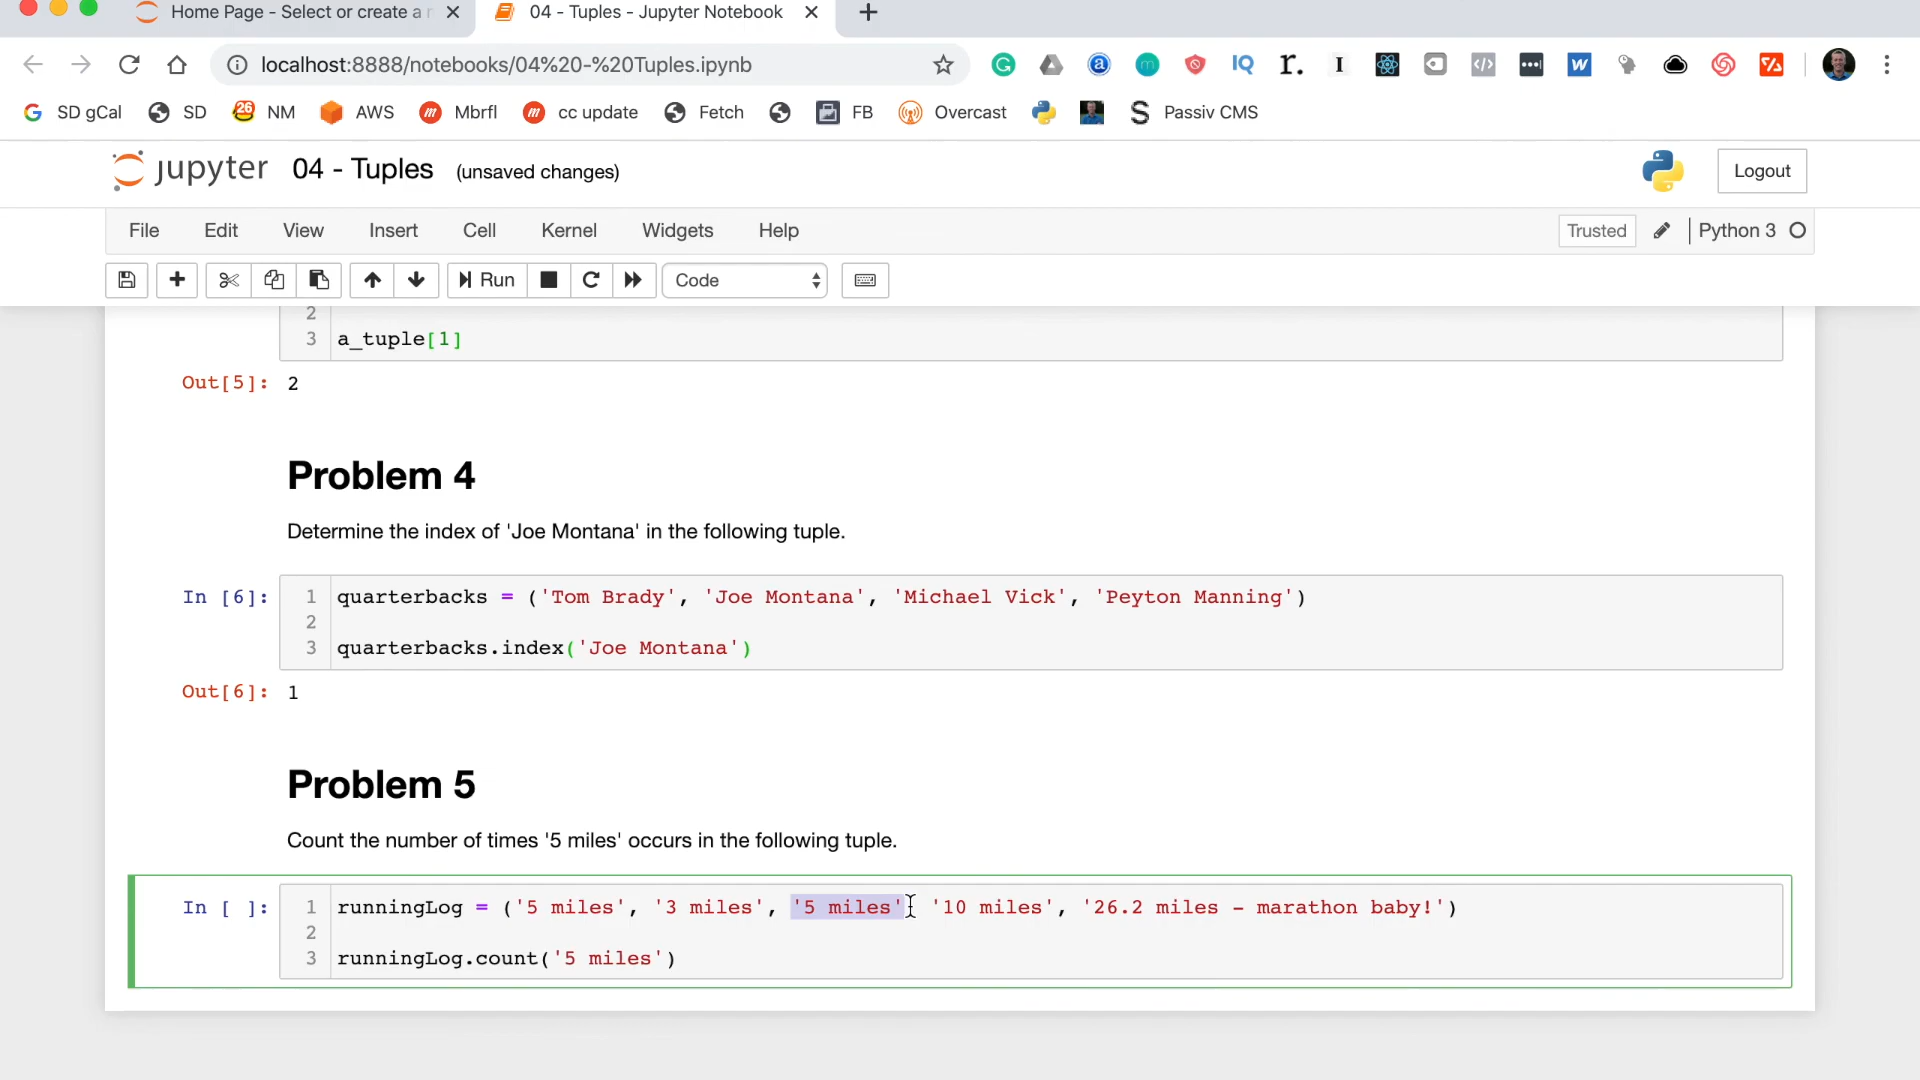 Home Page - Select or create a n
04 - Tuples - Jupyter Notebook
localhost:8888/notebooks/04%20-%20Tuples.ipynb
SD gCal
SD
26
NM
AWS
Mbrfl
cc update
Fetch
FB
Overcast
Passiv CMS
jupyter 04 - Tuples (unsaved changes)
Logout
File Edit View Insert Cell Kernel Widgets Help
Trusted
Python 3
Run
Code
2
3 a_tuple[1]
Out[5]: 2
Problem 4
Determine the index of 'Joe Montana' in the following tuple.
In [6]: 1 quarterbacks = ('Tom Brady', 'Joe Montana', 'Michael Vick', 'Peyton Manning')
2
3 quarterbacks.index('Joe Montana')
Out[6]: 1
Problem 5
Count the number of times '5 miles' occurs in the following tuple.
In [ ]: 1 runningLog = ('5 miles', '3 miles', '5 miles', '10 miles', '26.2 miles - marathon baby!')
2
3 runningLog.count('5 miles')